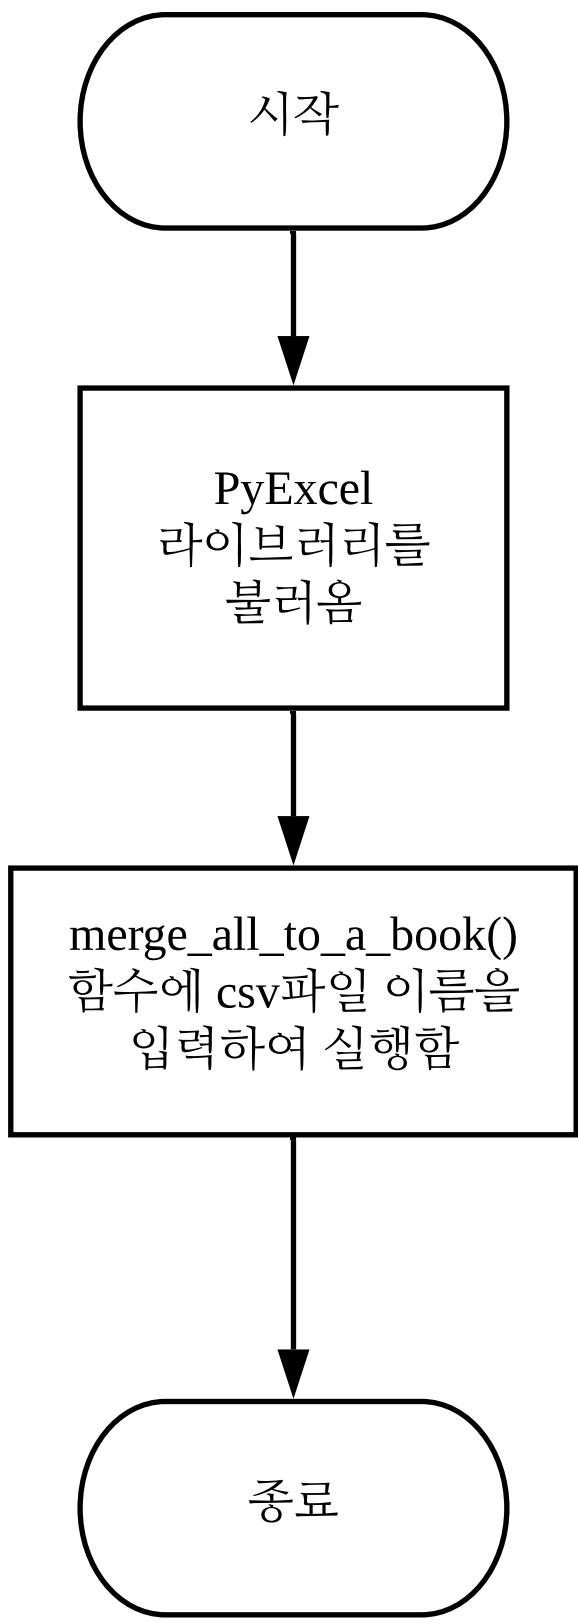 시작
PyExcel
라이브러리를
불러옴
merge_all_to_a_book()
함수에 csv파일 이름을
입력하여 실행함
종료